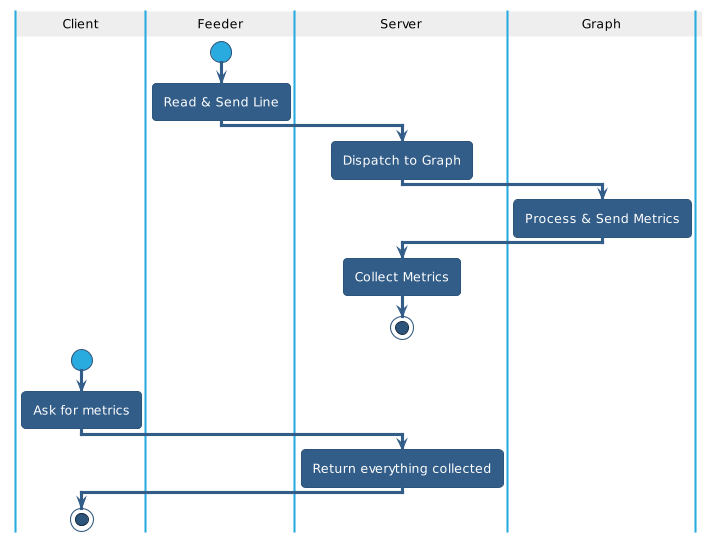 Client
Feeder
Server
Graph
Read & Send Line
Dispatch to Graph
Process & Send Metrics
Collect Metrics
Ask for metrics
Return everything collected